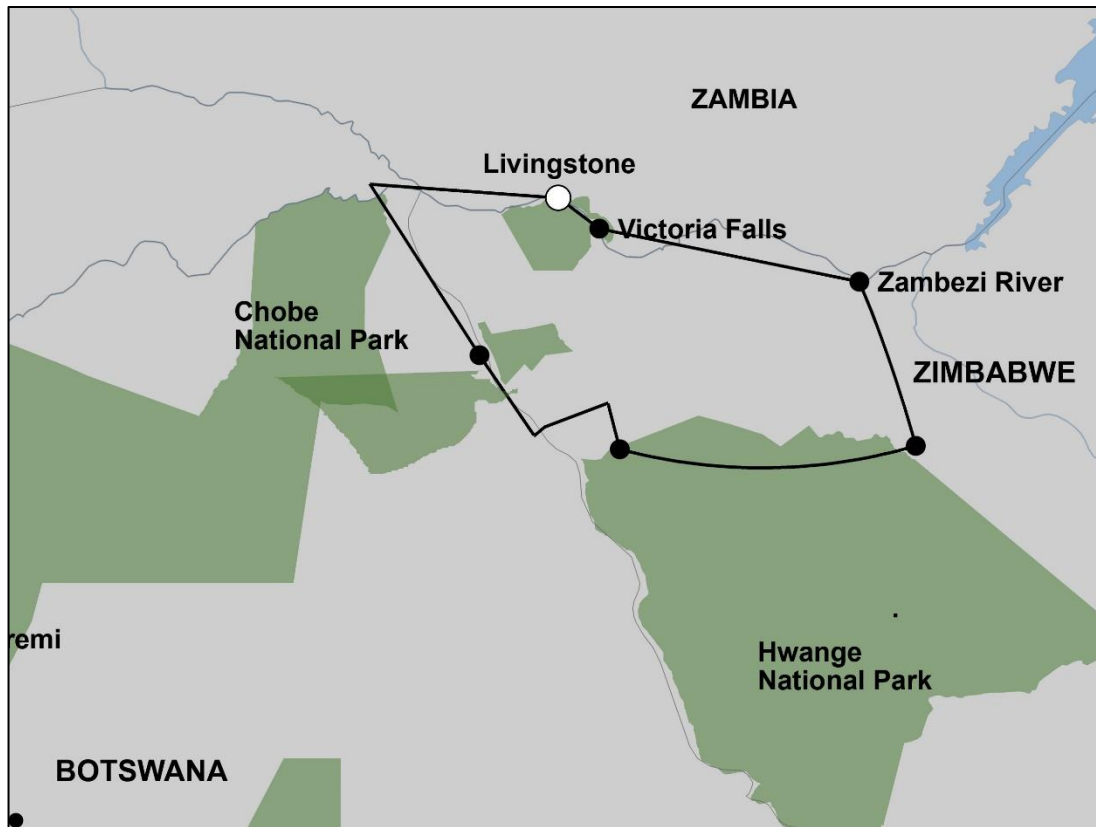 ZAMBIA
Livingstone
Victoria Falls
Zambezi River
Chobe
National Park
ZIMBABWE
remi
Hwange
National Park
BOTSWANA